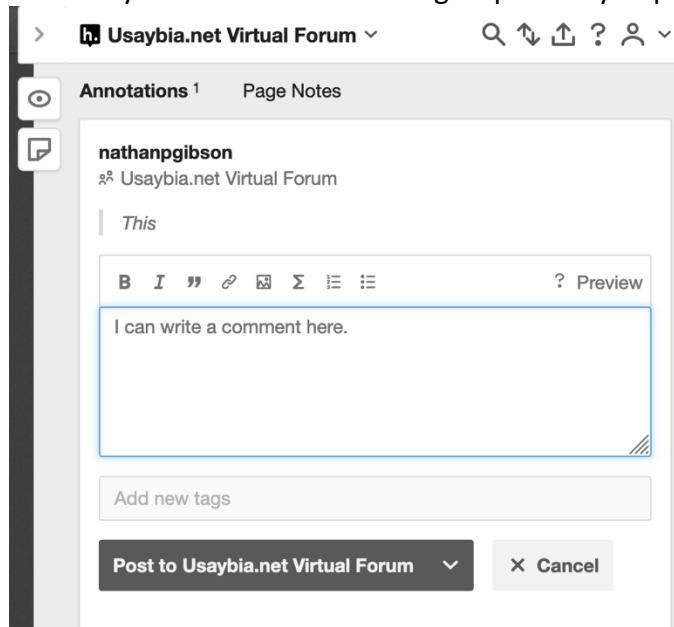 h. Usaybia.net Virtual Forum
Annotations 1 Page Notes
nathanpgibson
Usaybia.net Virtual Forum
This
B I ” Σ ? Preview
I can write a comment here.
Add new tags
Post to Usaybia.net Virtual Forum × Cancel